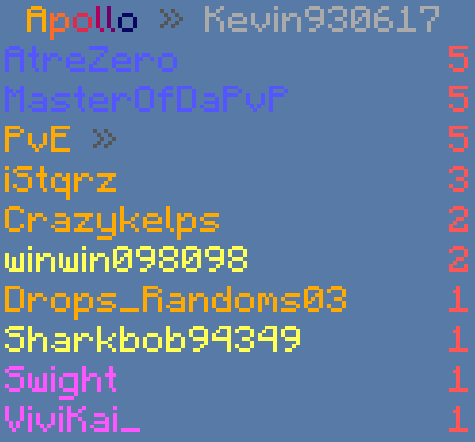 Apollo » Kevin930617
AtreZero 5
MasterOfDaPvP 5
PvE » 5
iStqrz 3
Crazykelps 2
winwin098098 2
Drops_Randoms03 1
Sharkbob94349 1
Swight 1
ViviKai_ 1